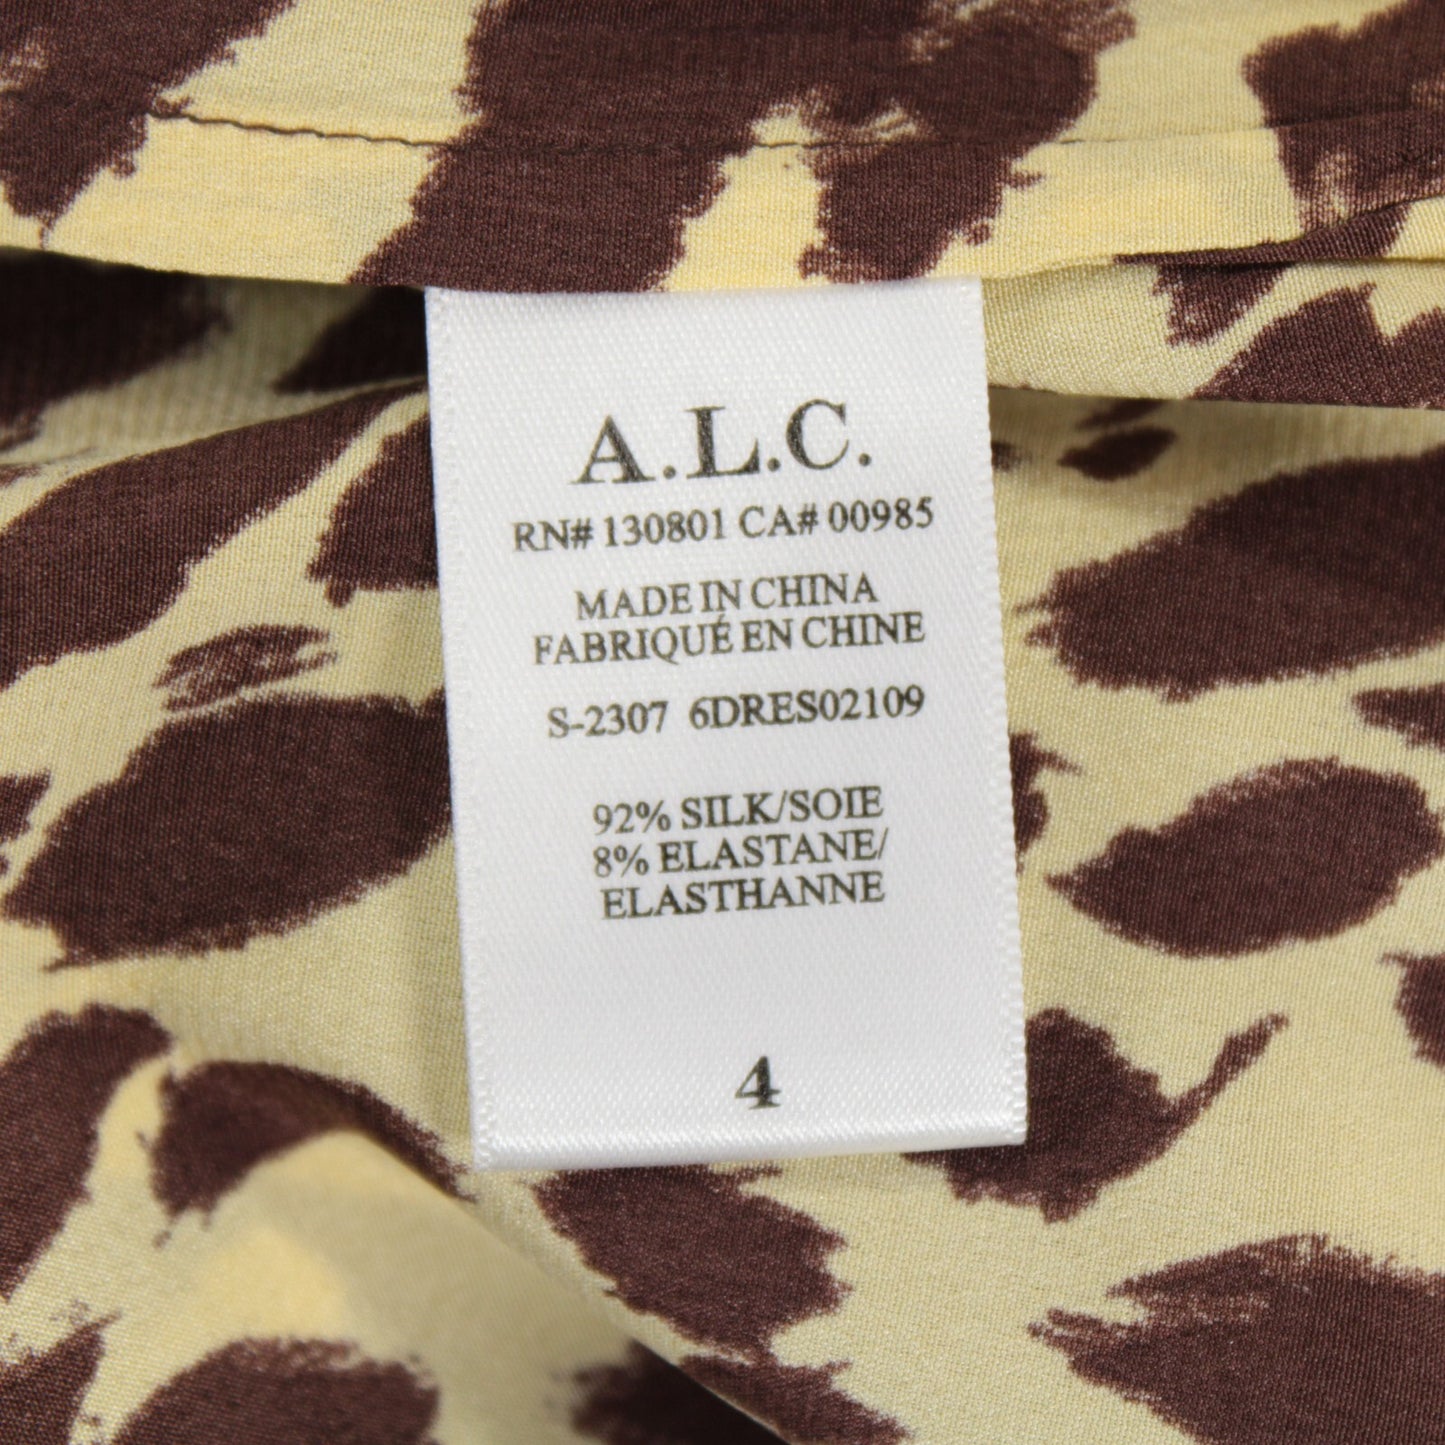 A.L.C.
RN# 130801 CA# 00985
MADE IN CHINA
FABRIQUÉ EN CHINE
S-2307 6DRES02109
92% SILK/SOIE
8% ELASTANE/
ELASTHANNE
4